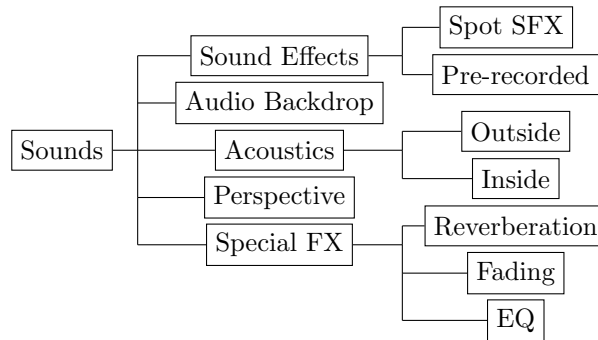 Sounds
Sound Effects
Spot SFX
Pre-recorded
Audio Backdrop
Acoustics
Outside
Inside
Perspective
Special FX
Reverberation
Fading
EQ